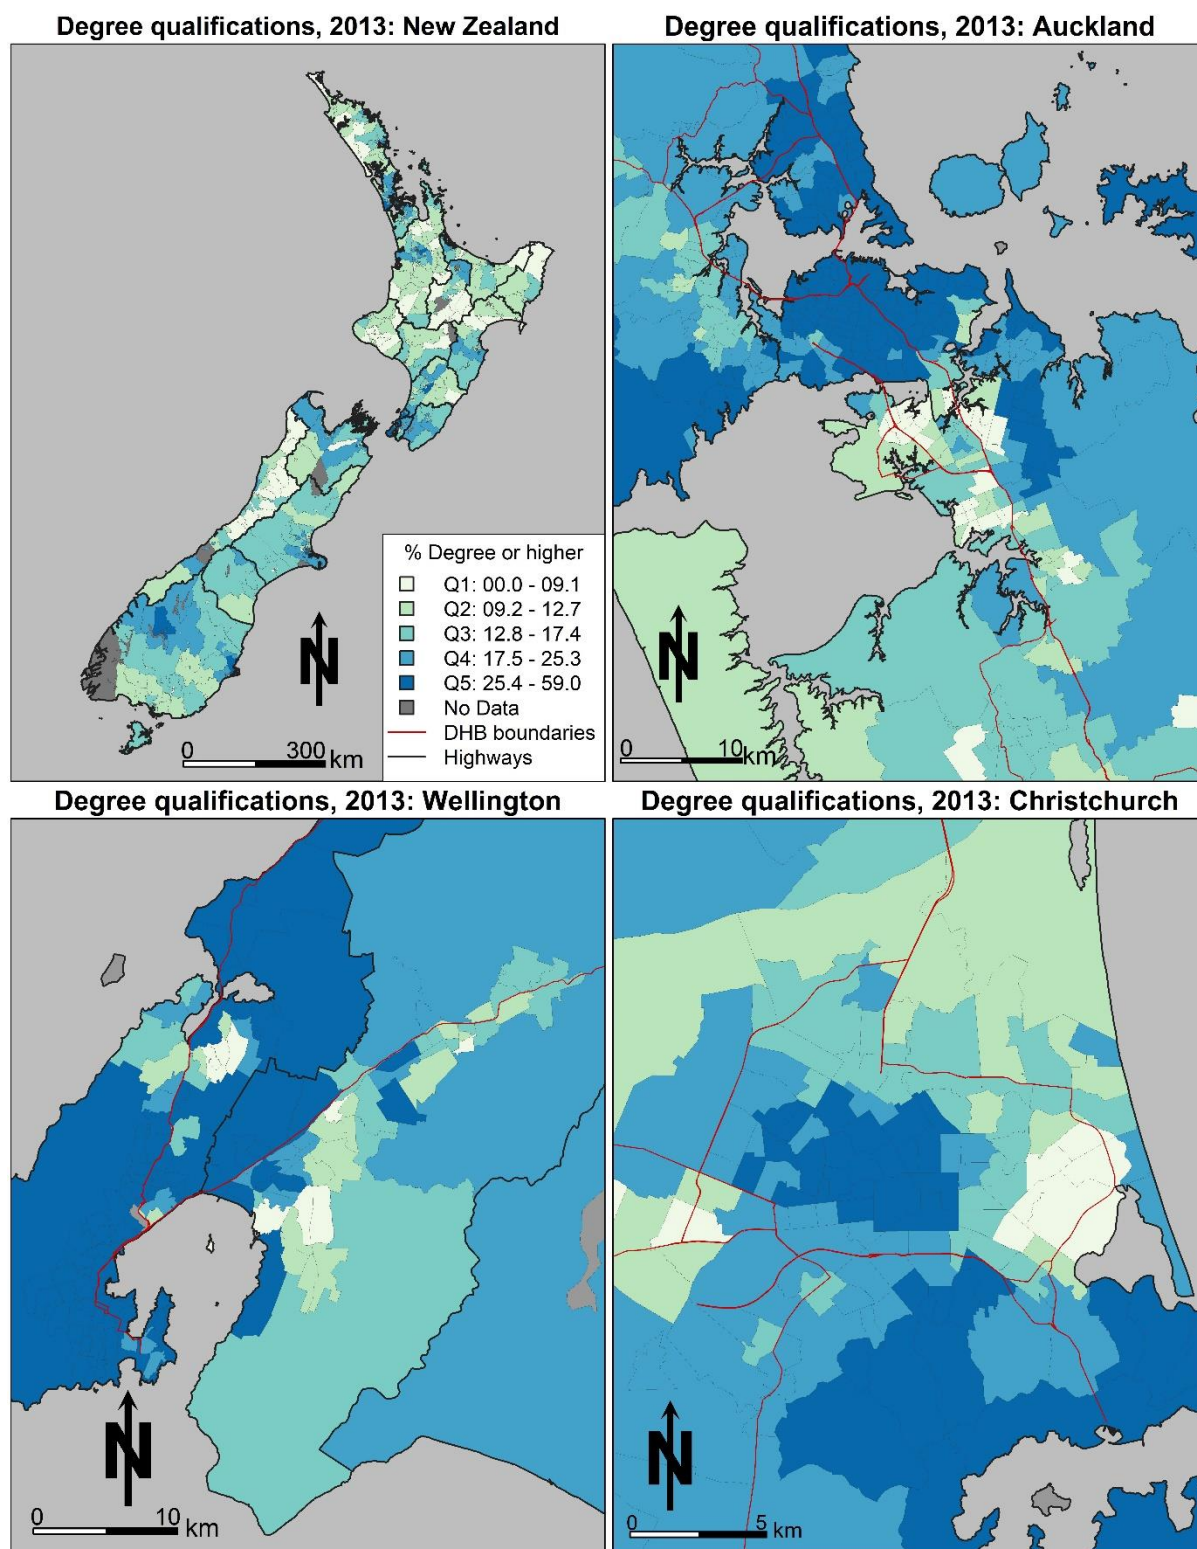 Degree qualifications, 2013: New Zealand
Degree qualifications, 2013: Auckland
% Degree or higher
Q1: 00.0 - 09.1
Q2: 09.2 - 12.7
Q3: 12.8 - 17.4
Q4: 17.5 - 25.3
Q5: 25.4 - 59.0
No Data
DHB boundaries
Highways
N
0 300 km
N
0 10 km
Degree qualifications, 2013: Wellington
Degree qualifications, 2013: Christchurch
N
0 10 km
N
0 5 km